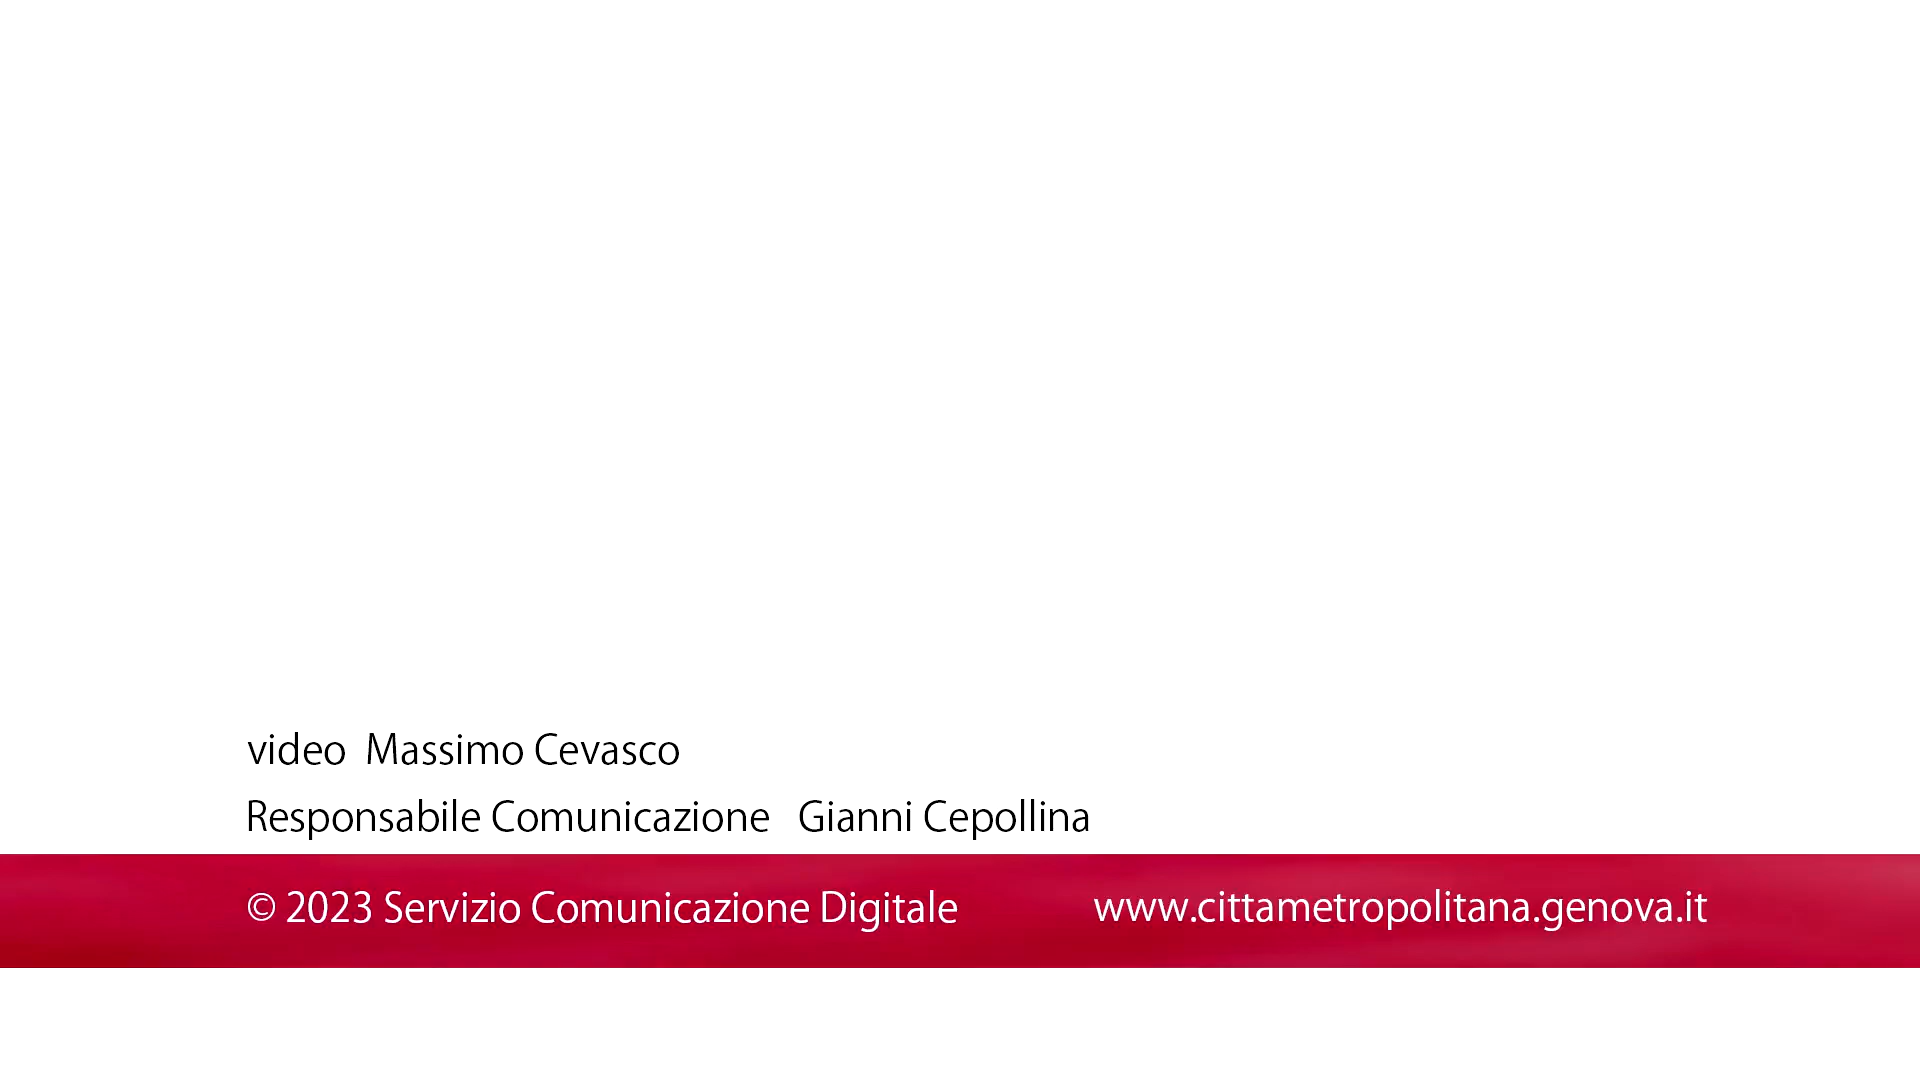 video Massimo Cevasco
Responsabile Comunicazione Gianni Cepollina
© 2023 Servizio Comunicazione Digitale www.cittametropolitana.genova.it